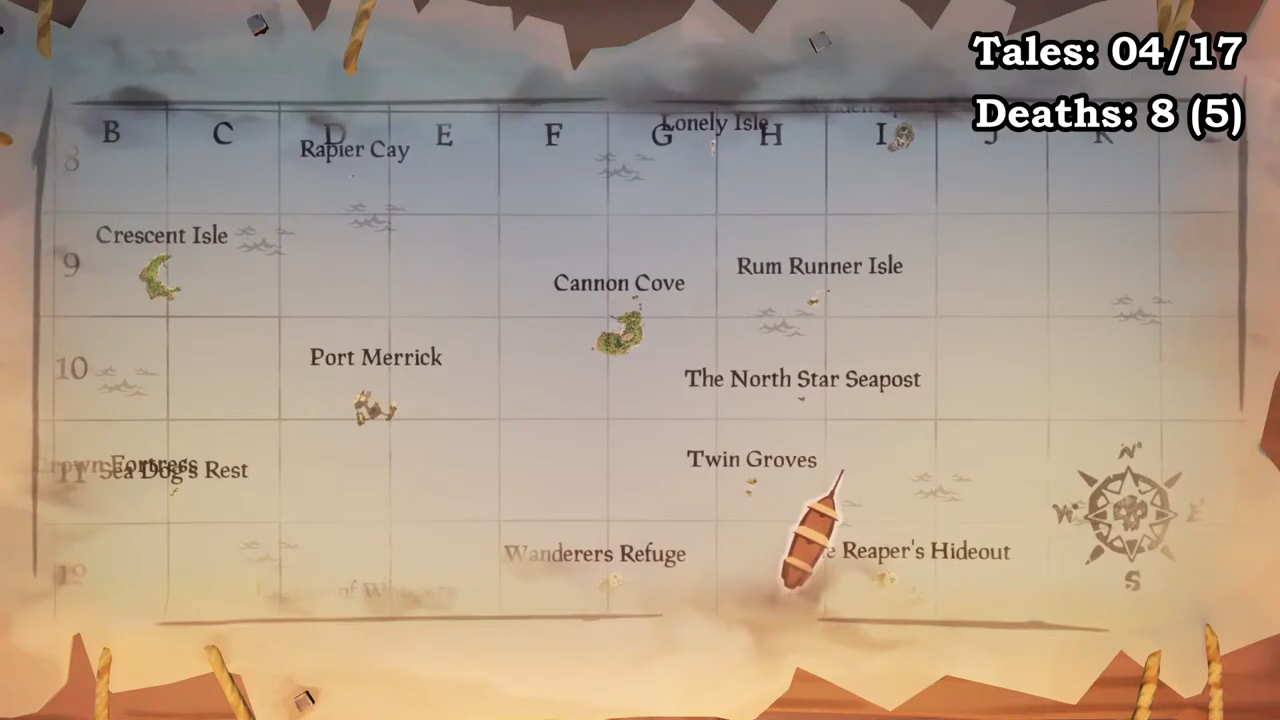 Tales: 04/17
Deaths: 8 (5)
B C D E F G H I J K
Lonely Isle
8
Rapier Cay
Crescent Isle
9
Rum Runner Isle
Cannon Cove
Port Merrick
10
The North Star Seapost
Twin Groves
N
11 Sea Dog's Rest
Fortress
W E
Wanderers Refuge
Reaper's Hideout
12
S